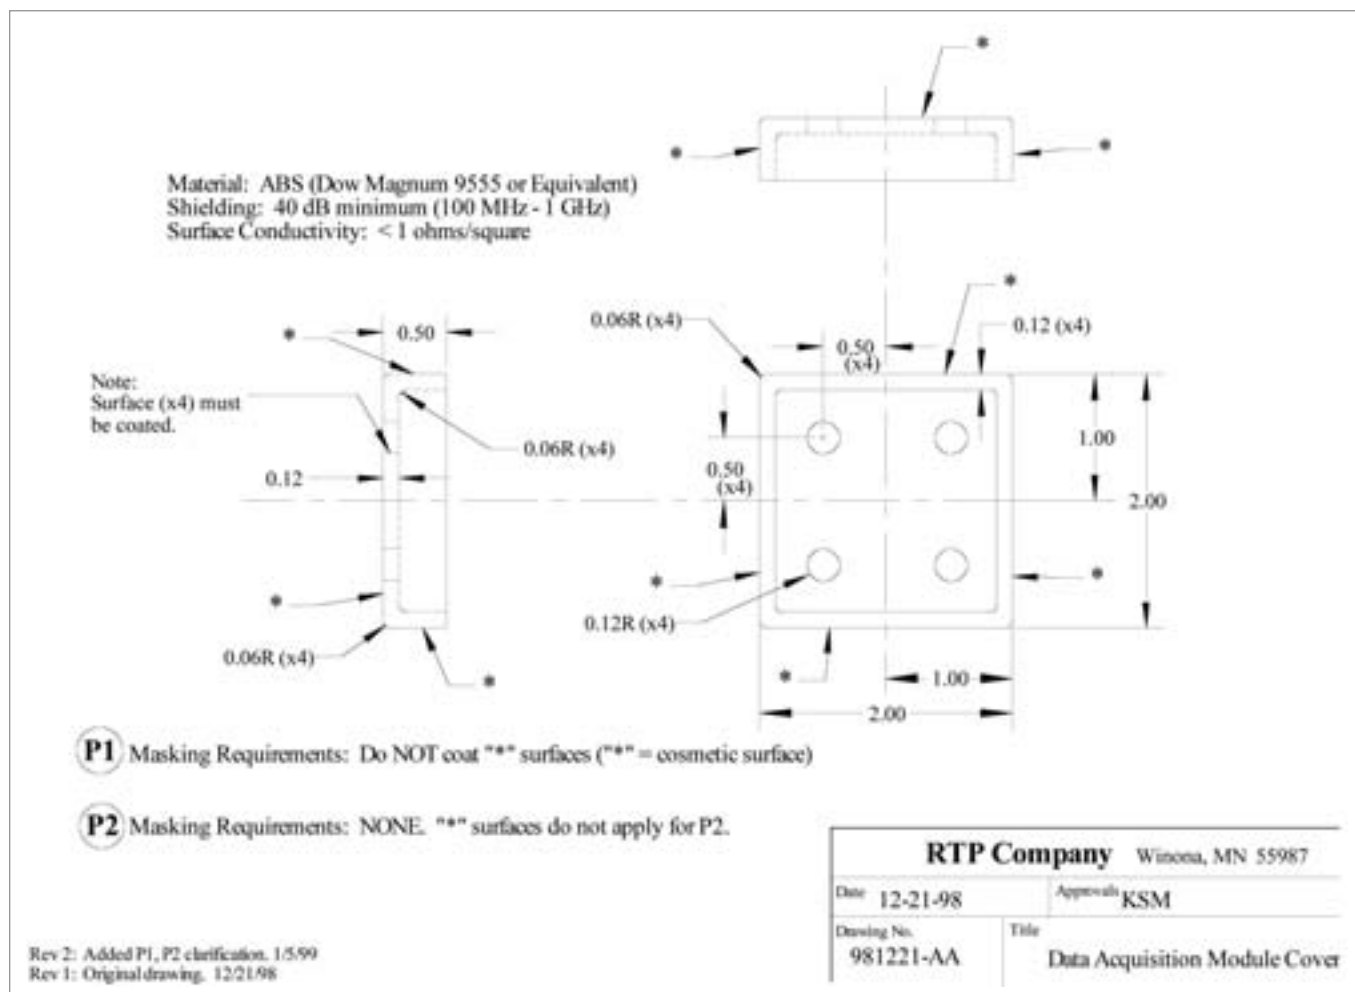 *
*
*
Material: ABS (Dow Magnum 9555 or Equivalent)
Shielding: 40 dB minimum (100 MHz - 1 GHz)
Surface Conductivity: < 1 ohms/square
*
0.50
Note:
Surface (x4) must
be coated.
0.06R (x4)
0.12
*
0.06R (x4)
*
*
0.06R (x4)
0.12 (x4)
0.50
(x4)
0.50
(x4)
1.00
2.00
*
*
0.12R (x4)
*
1.00
2.00
P1 Masking Requirements: Do NOT coat "*" surfaces ("*" = cosmetic surface)
P2 Masking Requirements: NONE. "*" surfaces do not apply for P2.
RTP Company Winona, MN 55987
Date 12-21-98 Approvals KSM
Drawing No. Title
981221-AA Data Acquisition Module Cover
Rev 2: Added P1, P2 clarification. 1/5/99
Rev 1: Original drawing. 12/21/98